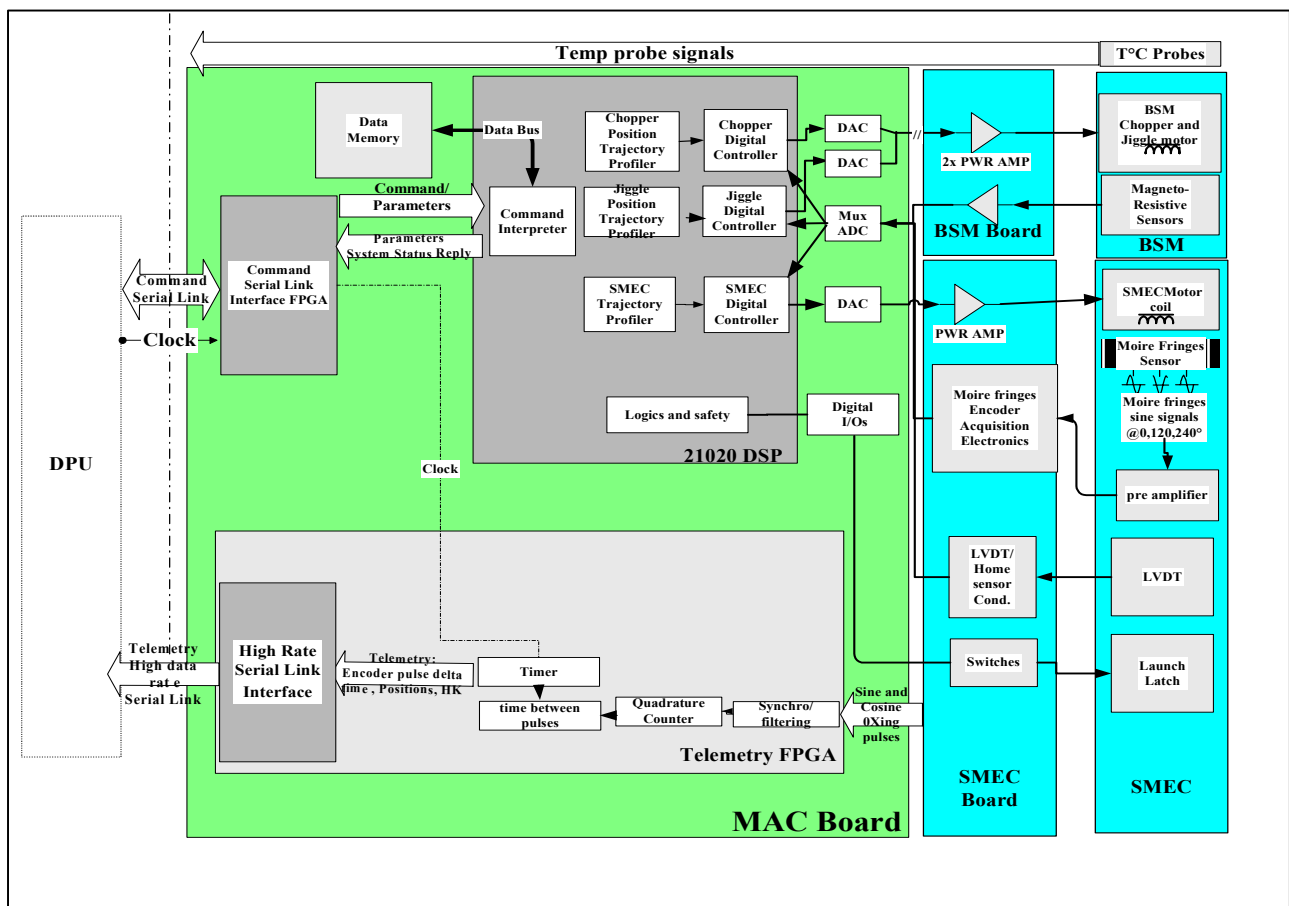 Temp probe signals
T°C Probes
Data
Memory
Data Bus
Chopper
Position
Trajectory
Profiler
Chopper
Digital
Controller
DAC
DAC
//
2x PWR AMP
BSM
Chopper and
Jiggle motor
Command/
Parameters
Command
Interpreter
Jiggle
Position
Trajectory
Profiler
Jiggle
Digital
Controller
Mux
ADC
BSM Board
Magneto-
Resistive
Sensors
BSM
Parameters
System Status Reply
Command
Serial Link
Command
Serial Link
Interface FPGA
Clock
SMEC
Trajectory
Profiler
SMEC
Digital
Controller
DAC
PWR AMP
SMECMotor
coil
Moire Fringes
Sensor
Moire fringes
sine signals
@0,120,240°
Moire fringes
Encoder
Acquisition
Electronics
pre amplifier
Logics and safety
Digital
I/Os
21020 DSP
DPU
Clock
LVDT/
Home
sensor
Cond.
LVDT
Switches
Launch
Latch
Telemetry
High data
rat e
Serial Link
High Rate
Serial Link
Interface
Telemetry:
Encoder pulse delta
time , Positions, HK
Timer
time between
pulses
Quadrature
Counter
Synchro/
filtering
Sine and
Cosine
0Xing
pulses
Telemetry FPGA
MAC Board
SMEC
Board
SMEC